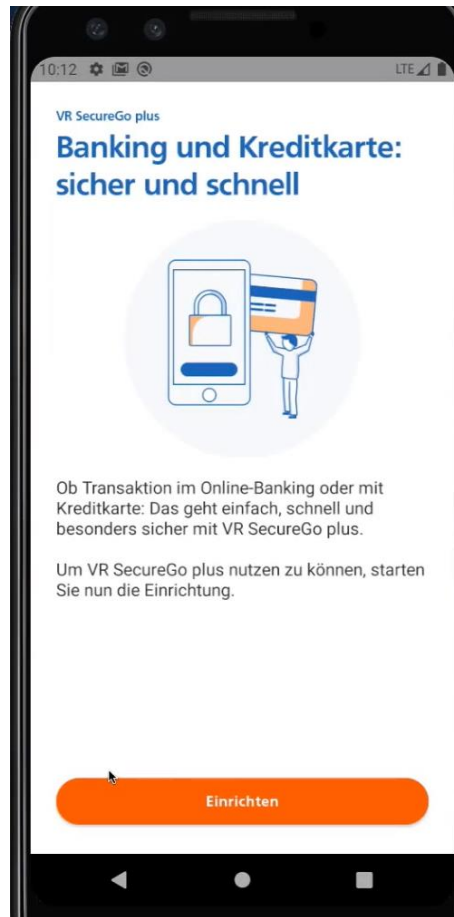 10:12
LTE
VR SecureGo plus
Banking und Kreditkarte:
sicher und schnell
Ob Transaktion im Online-Banking oder mit
Kreditkarte: Das geht einfach, schnell und
besonders sicher mit VR SecureGo plus.
Um VR SecureGo plus nutzen zu können, starten
Sie nun die Einrichtung.
Einrichten